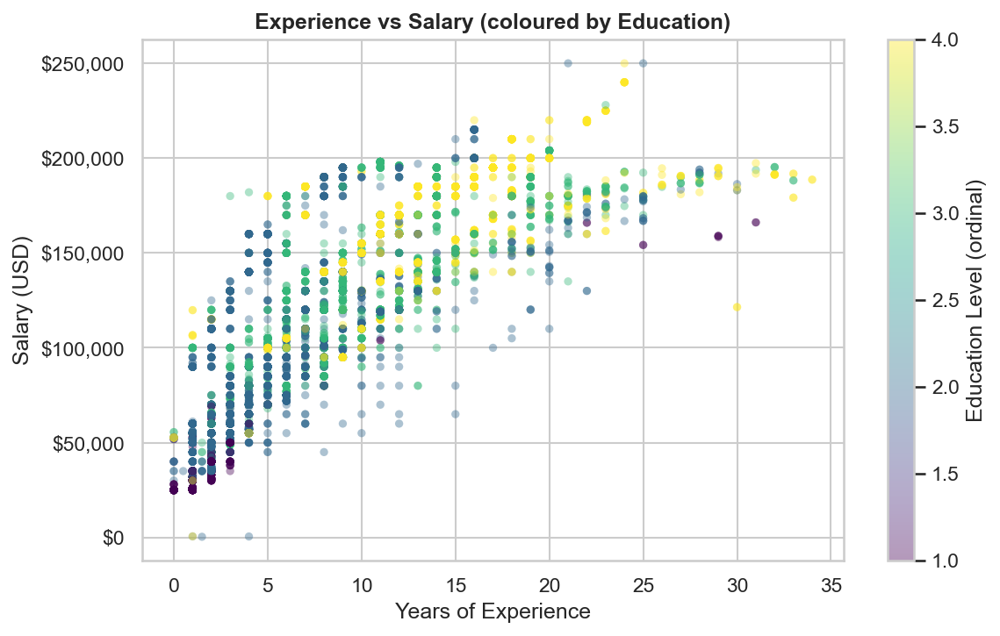 Experience vs Salary (coloured by Education)
Salary (USD)
$250,000
$200,000
$150,000
$100,000
$50,000
$0
0 5 10 15 20 25 30 35
Years of Experience
4.0
3.5
3.0
2.5
2.0
1.5
1.0
Education Level (ordinal)